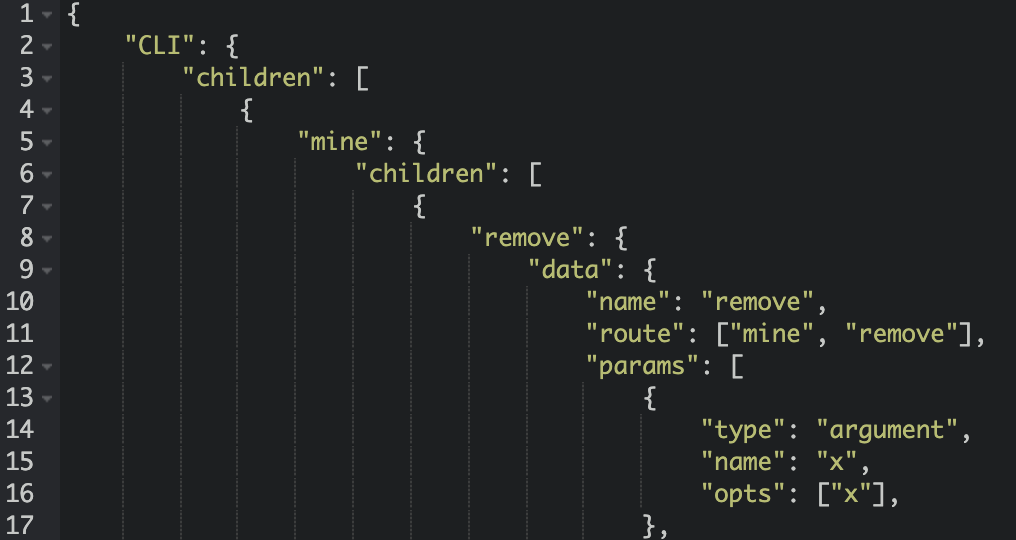 1 {
2 "CLI": {
3 "children": [
4 {
5 "mine": {
6 "children": [
7 {
8 "remove": {
9 "data": {
10 "name": "remove",
11 "route": ["mine", "remove"],
12 "params": [
13 {
14 "type": "argument",
15 "name": "x",
16 "opts": ["x"],
17 },